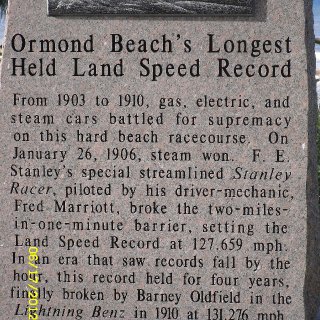 Ormond Beach's Longest
Held Land Speed Record
From 1903 to 1910, gas, electric, and
steam cars battled for supremacy
on this hard beach racecourse. On
January 26, 1906, steam won. F. E.
Stanley's special streamlined Stanley
Racer, piloted by his driver-mechanic,
Fred Marriott, broke the two-miles-
in-one-minute barrier, setting the
Land Speed Record at 127.659 mph.
In an era that saw records fall by the
hour, this record held for four years,
finally broken by Barney Oldfield in the
Lightning Benz in 1910 at 131.276 mph